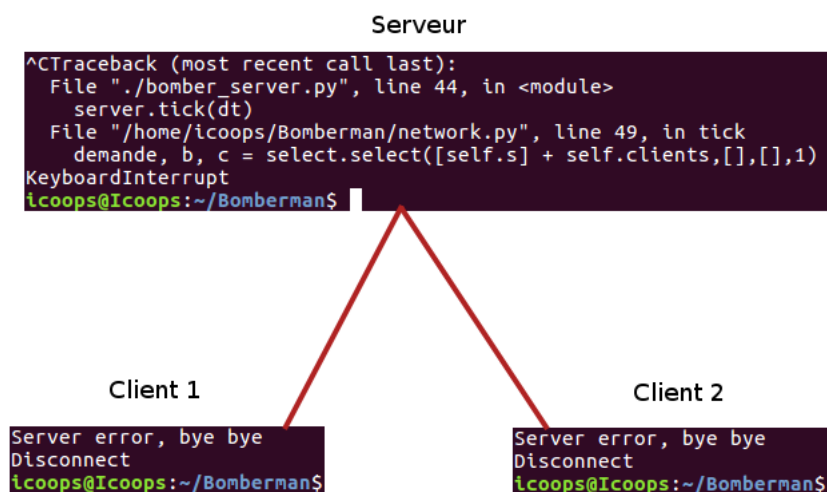 Serveur
^CTraceback (most recent call last):
  File "./bomber_server.py", line 44, in <module>
    server.tick(dt)
  File "/home/icoops/Bomberman/network.py", line 49, in tick
    demande, b, c = select.select([self.s] + self.clients,[],[],1)
KeyboardInterrupt
icoops@Icoops:~/Bomberman$
Client 1
Server error, bye bye
Disconnect
icoops@Icoops:~/Bomberman$
Client 2
Server error, bye bye
Disconnect
icoops@Icoops:~/Bomberman$